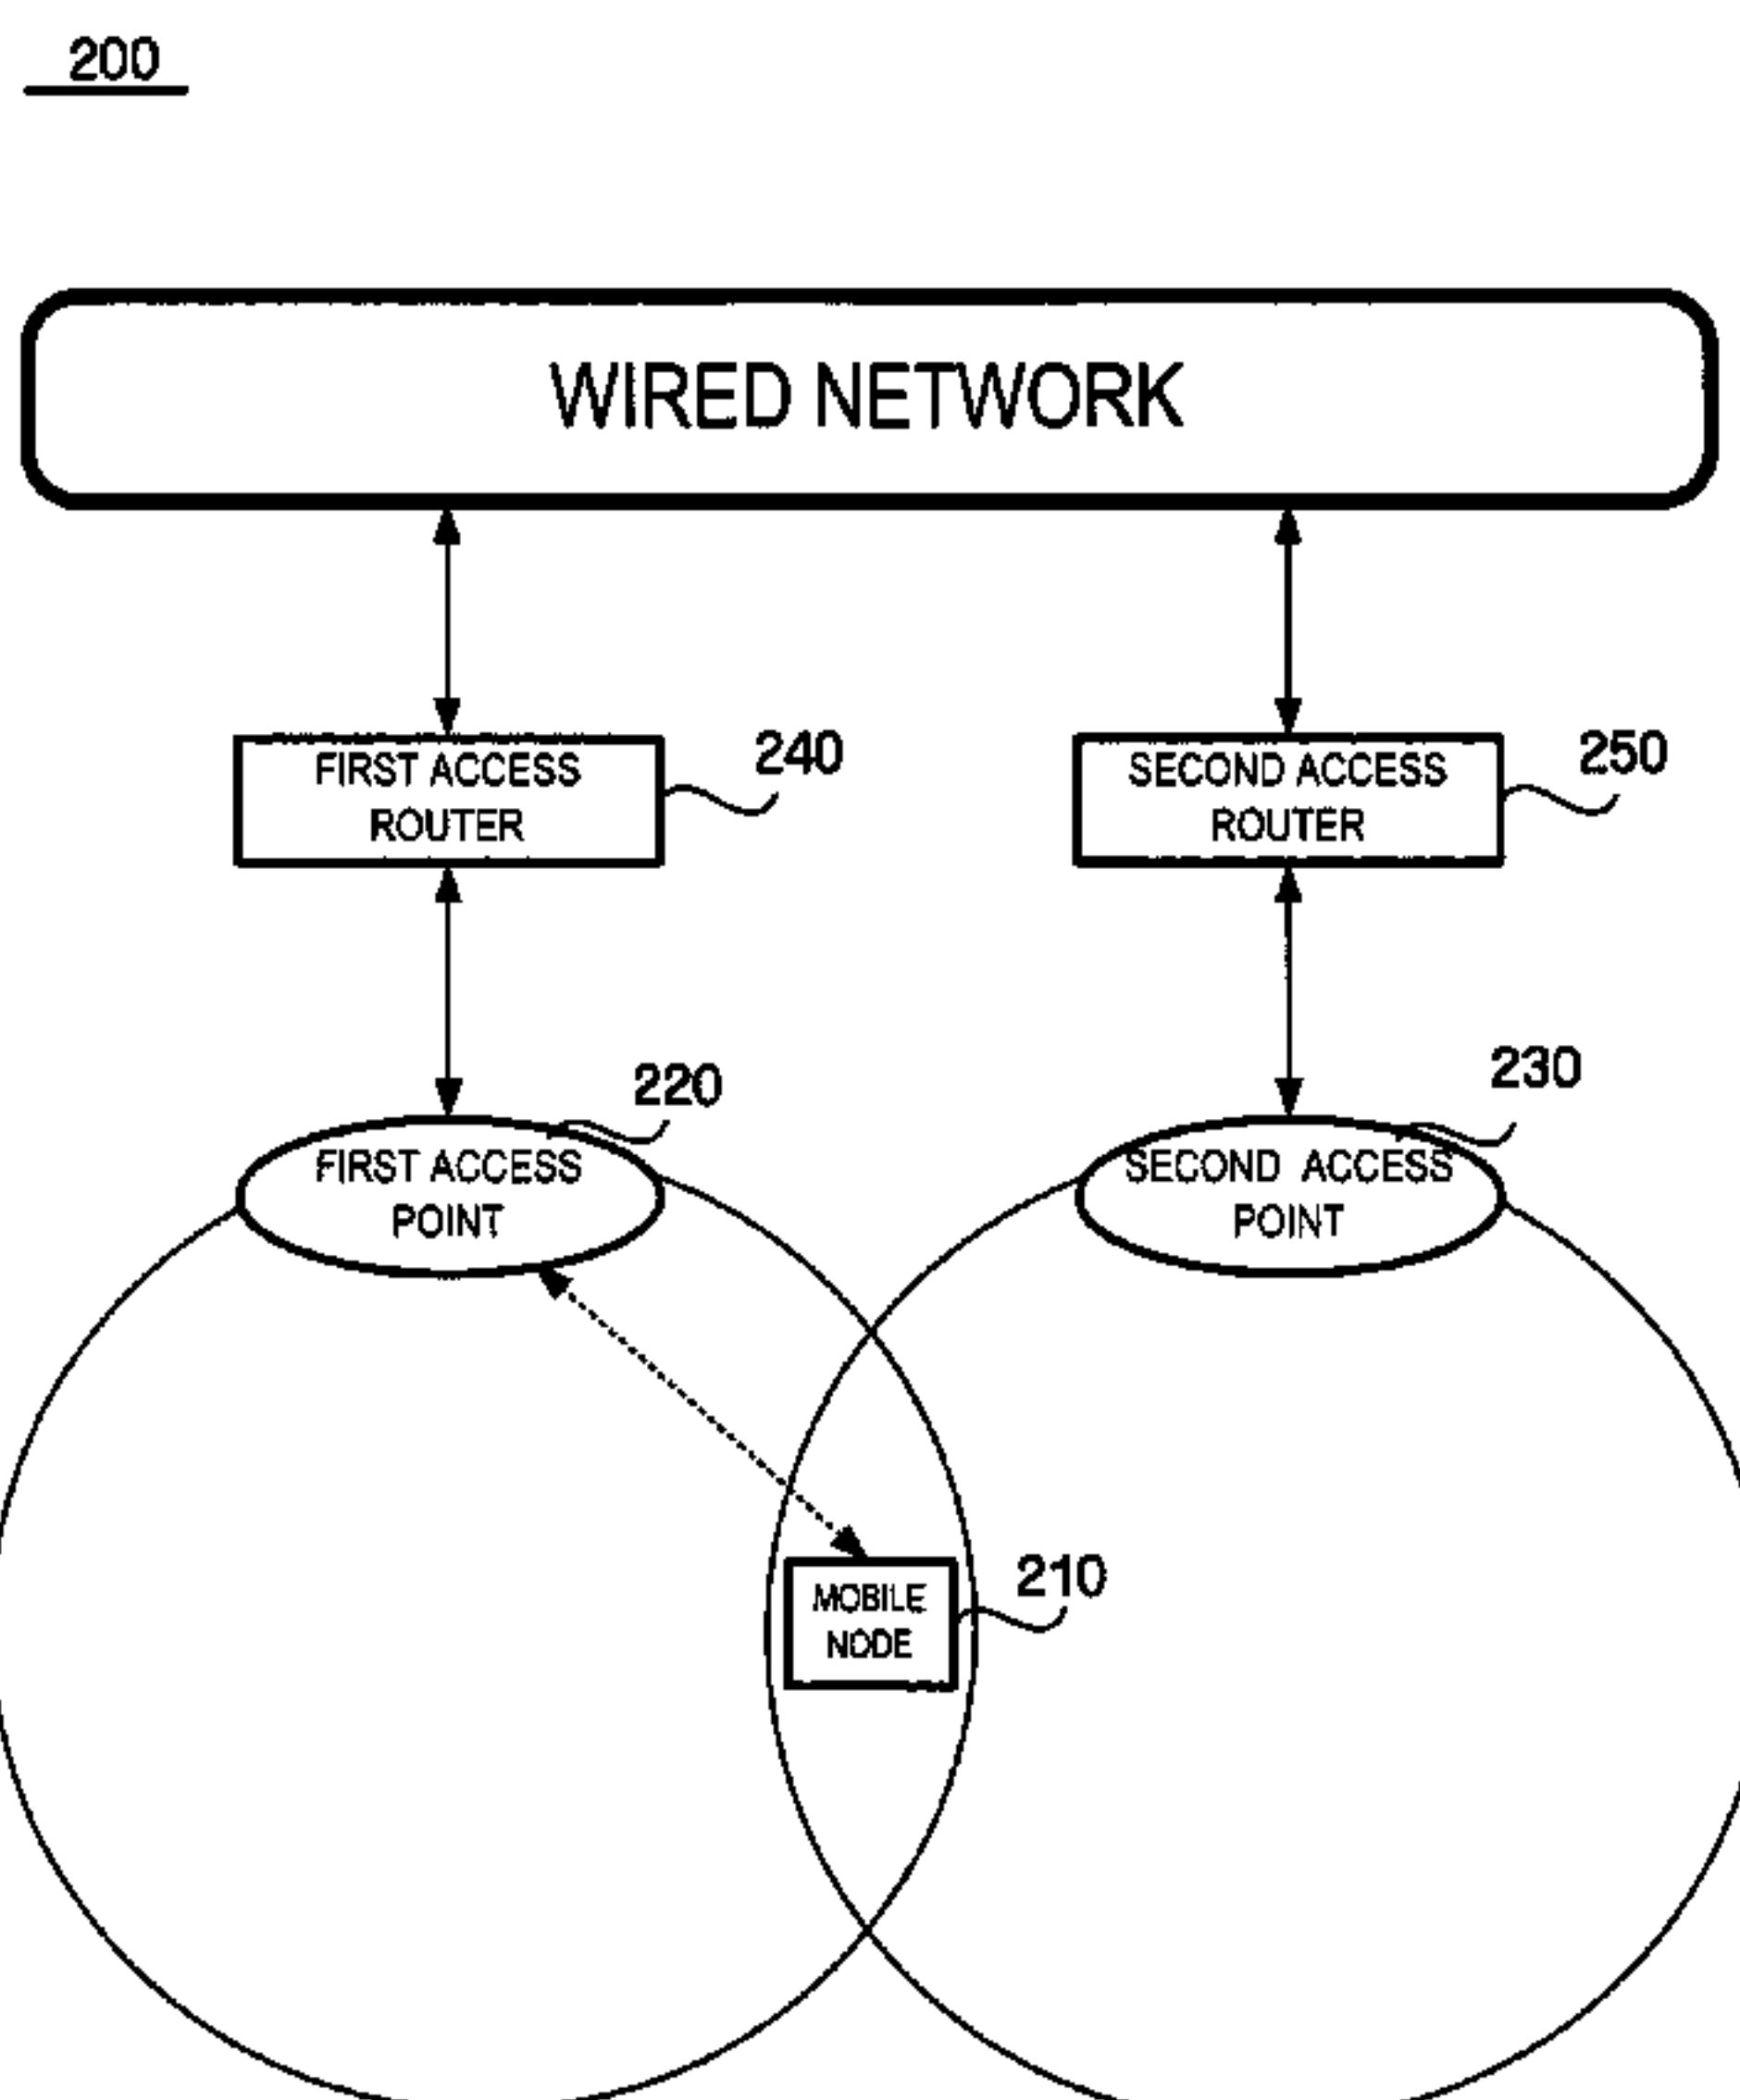 200
WIRED NETWORK
FIRST ACCESS
ROUTER
240
SECOND ACCESS
ROUTER
250
220
FIRST ACCESS
POINT
230
SECOND ACCESS
POINT
MOBILE
NODE
210